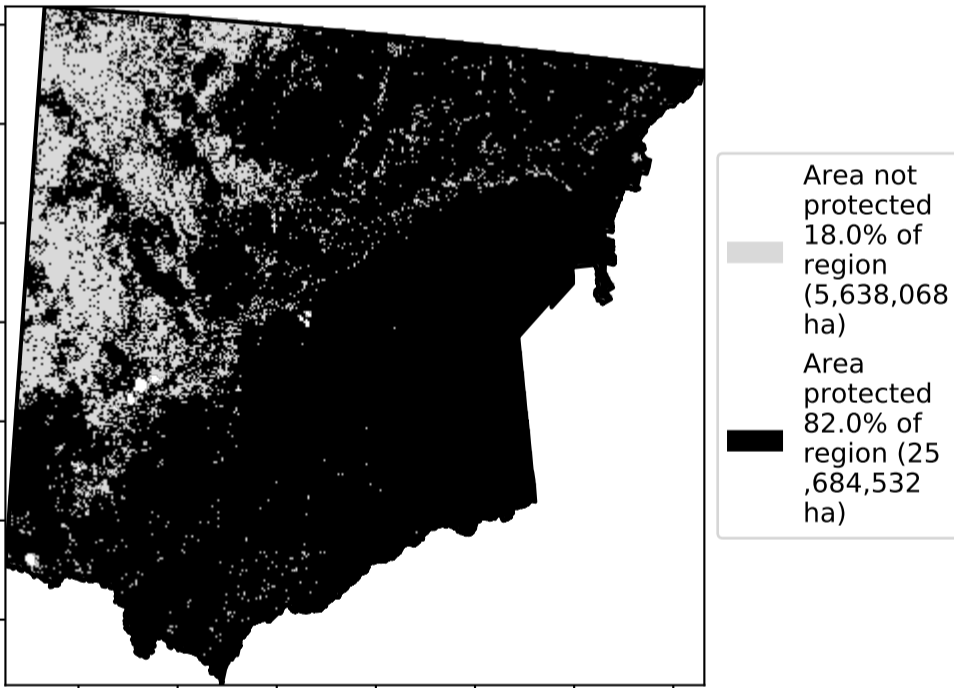 Area not
protected
18.0% of
region
(5,638,068
ha)
Area
protected
82.0% of
region (25
,684,532
ha)